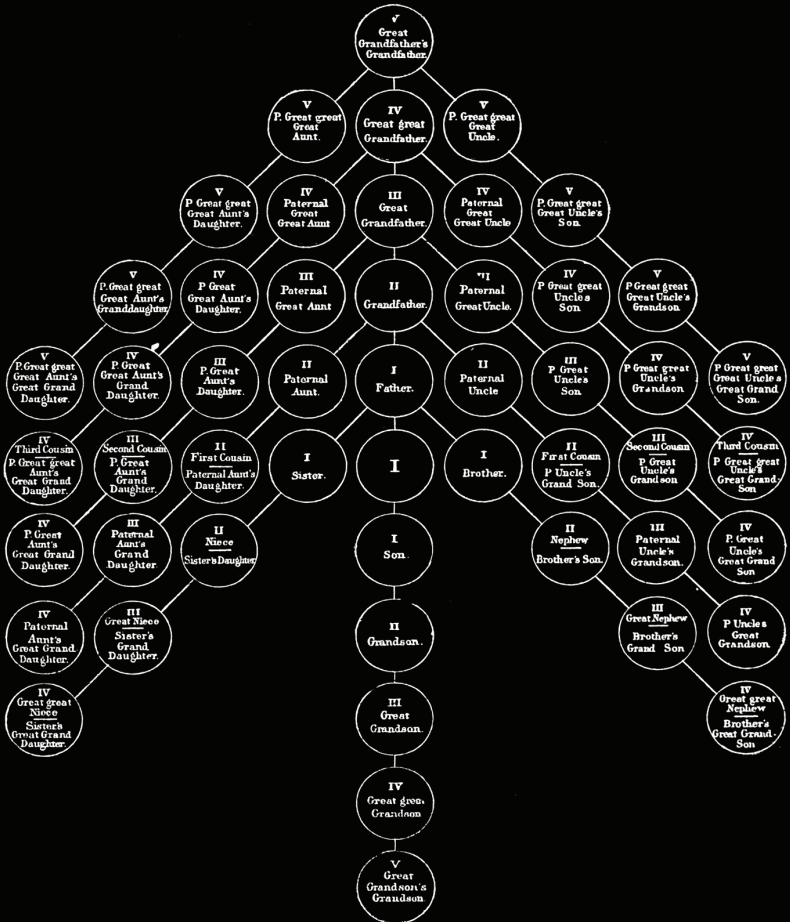 V
Great
Grandfather's
Grandfather.
V
P. Great great
Great
Aunt.
IV
Great great
Grandfather.
V
P. Great great
Great
Uncle.
V
P Great great
Great Aunt's
Daughter.
IV
Paternal
Great
Great Aunt
III
Great
Grandfather.
IV
Paternal
Great
Great Uncle
V
P Great great
Great Uncle's
Son.
V
P. Great great
Great Aunt's
Granddaughter.
IV
P Great
Great Aunt's
Daughter.
III
Paternal
Great Aunt
II
Grandfather.
III
Paternal
Great Uncle.
IV
P Great great
Uncles
Son
V
P Great great
Great Uncle's
Grandson
V
P. Great great
Great Aunt's
Great Grand
Daughter.
IV
P. Great
Great Aunt's
Grand
Daughter.
III
P. Great
Aunt's
Daughter.
II
Paternal
Aunt.
I
Father.
II
Paternal
Uncle
III
P Great
Uncle's
Son
IV
P Great great
Uncle's
Grandson
V
P Great great
Great Uncle's
Great Grand
Son.
IV
Third Cousin
P. Great great
Aunt's
Great Grand
Daughter.
III
Second Cousin
P. Great
Aunt's
Grand
Daughter.
II
First Cousin
Paternal Aunt's
Daughter.
I
Sister.
I
I
Brother.
II
First Cousin
P Uncle's
Grand Son.
III
Second Cousin
P Great
Uncle's
Grandson
IV
Third Cousin
P Great great
Uncle's
Great Grand-
Son
IV
P. Great
Aunt's
Great Grand
Daughter.
III
Paternal
Aunt's
Grand
Daughter.
II
Niece
Sister's Daughter
I
Son.
II
Nephew
Brother's Son.
III
Paternal
Uncle's
Grandson.
IV
P. Great
Uncle's
Great Grand
Son
IV
Paternal
Aunt's
Great Grand
Daughter.
III
Great Niece
Sister's
Grand
Daughter.
II
Grandson.
III
Great Nephew
Brother's
Grand Son
IV
P Uncles
Great
Grandson
IV
Great great
Niece
Sister's
Great Grand
Daughter.
III
Great
Grandson.
IV
Great great
Nephew
Brother's
Great Grand-
Son
IV
Great great
Grandson
V
Great
Grandson's
Grandson.